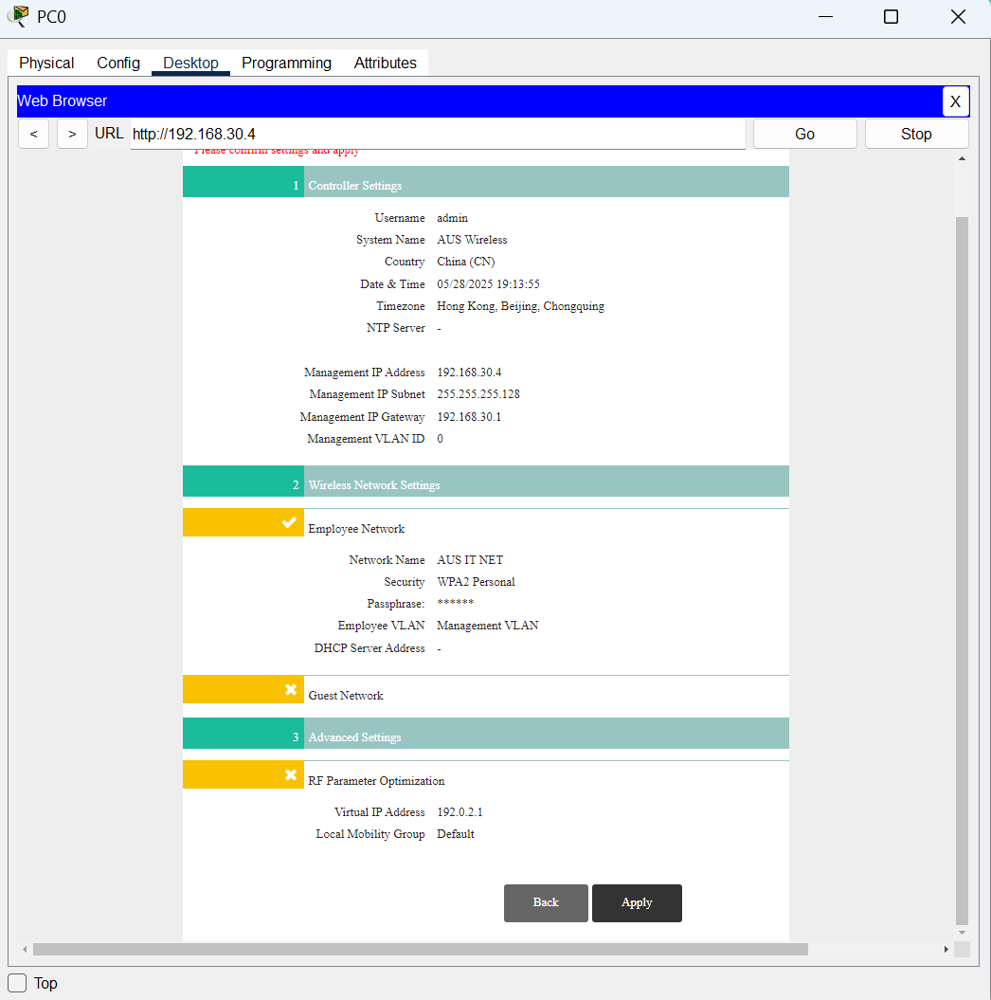 PC0
Physical Config Desktop Programming Attributes
Web Browser X
< > URL http://192.168.30.4 Go Stop
Please confirm settings and apply
1 Controller Settings
Username admin
System Name AUS Wireless
Country China (CN)
Date & Time 05/28/2025 19:13:55
Timezone Hong Kong, Beijing, Chongquing
NTP Server -
Management IP Address 192.168.30.4
Management IP Subnet 255.255.255.128
Management IP Gateway 192.168.30.1
Management VLAN ID 0
2 Wireless Network Settings
Employee Network
Network Name AUS IT NET
Security WPA2 Personal
Passphrase: ******
Employee VLAN Management VLAN
DHCP Server Address -
Guest Network
3 Advanced Settings
RF Parameter Optimization
Virtual IP Address 192.0.2.1
Local Mobility Group Default
Back Apply
Top